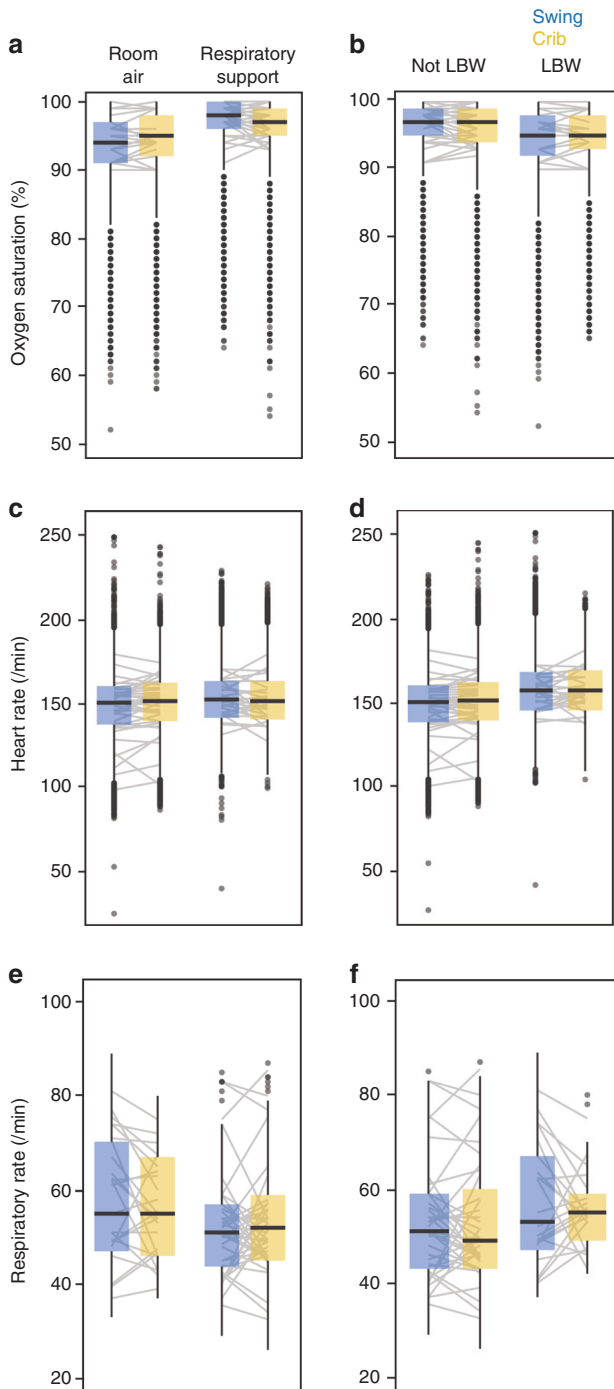 Swing
Crib
a
Room
air
Respiratory
support
b
Not LBW
LBW
Oxygen saturation (%)
100
90
80
70
60
50
100
90
80
70
60
50
c
d
Heart rate (/min)
250
200
150
100
50
250
200
150
100
50
e
f
Respiratory rate (/min)
100
80
60
40
20
100
80
60
40
20